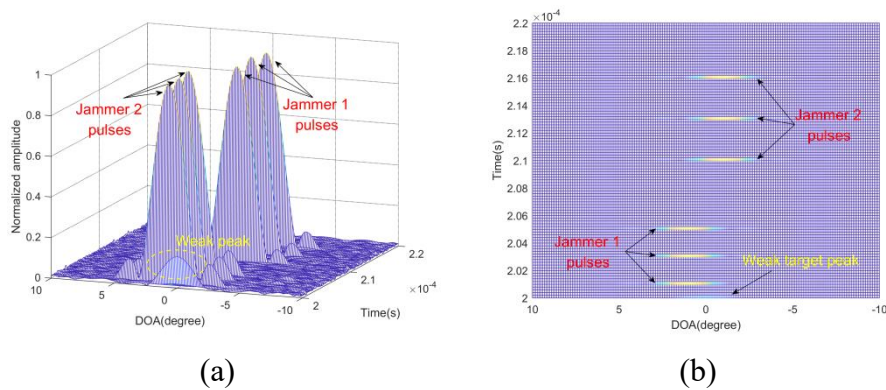 1
0.8
0.6
0.4
0.2
0
Normalized amplitude
Jammer 2
pulses
Jammer 1
pulses
Weak peak
10
5
0
-5
-10
DOA(degree)
2.2
2.1
2
×10-4
Time(s)
(a)
×10-4
2.2
2.18
2.16
2.14
2.12
2.1
2.08
2.06
2.04
2.02
2
Time(s)
Jammer 2
pulses
Jammer 1
pulses
Weak target peak
10
5
0
-5
-10
DOA(degree)
(b)